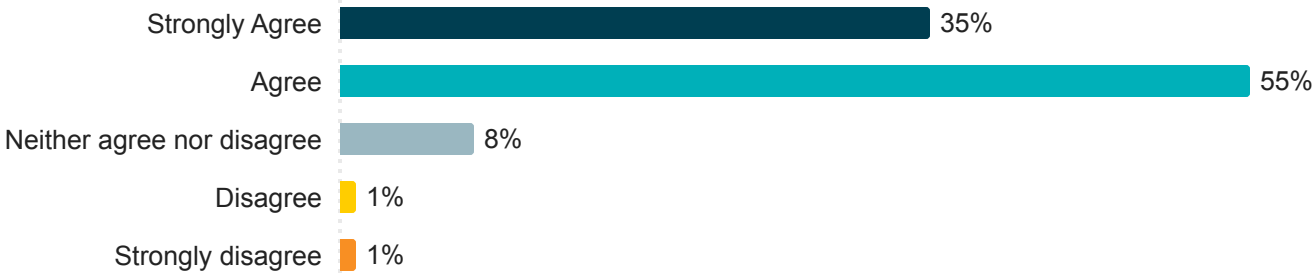 Strongly Agree 35%
Agree 55%
Neither agree nor disagree 8%
Disagree 1%
Strongly disagree 1%